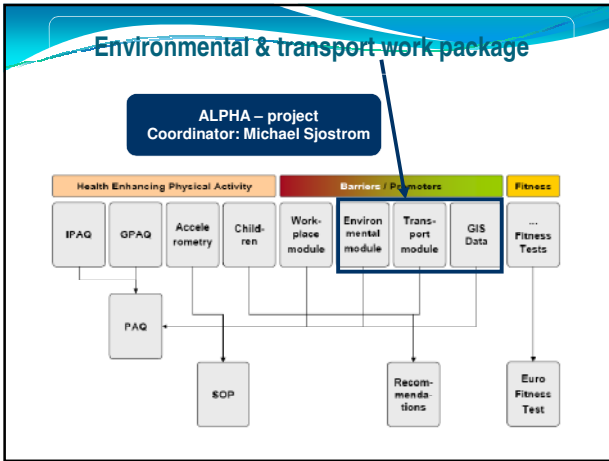 Environmental & transport work package
ALPHA – project
Coordinator: Michael Sjostrom
Health Enhancing Physical Activity
Barriers / Promoters
Fitness
IPAQ
GPAQ
Accele
rometry
Child-
ren
Work-
place
module
Environ
mental
module
Trans-
port
module
GIS
Data
...
Fitness
Tests
PAQ
SOP
Recom-
menda-
tions
Euro
Fitness
Test